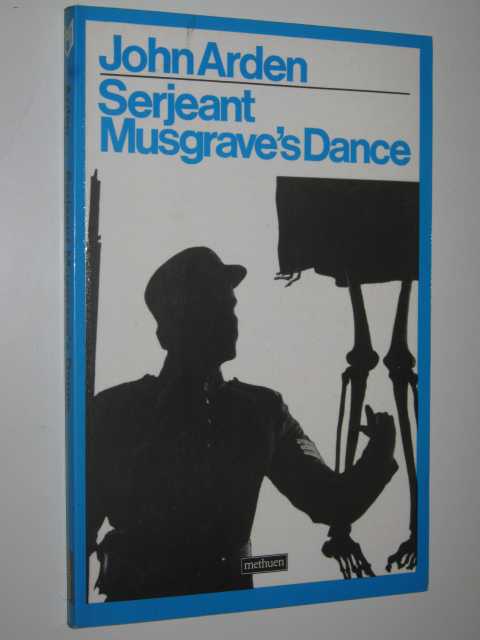 John Arden
Serjeant
Musgrave's Dance
methuen